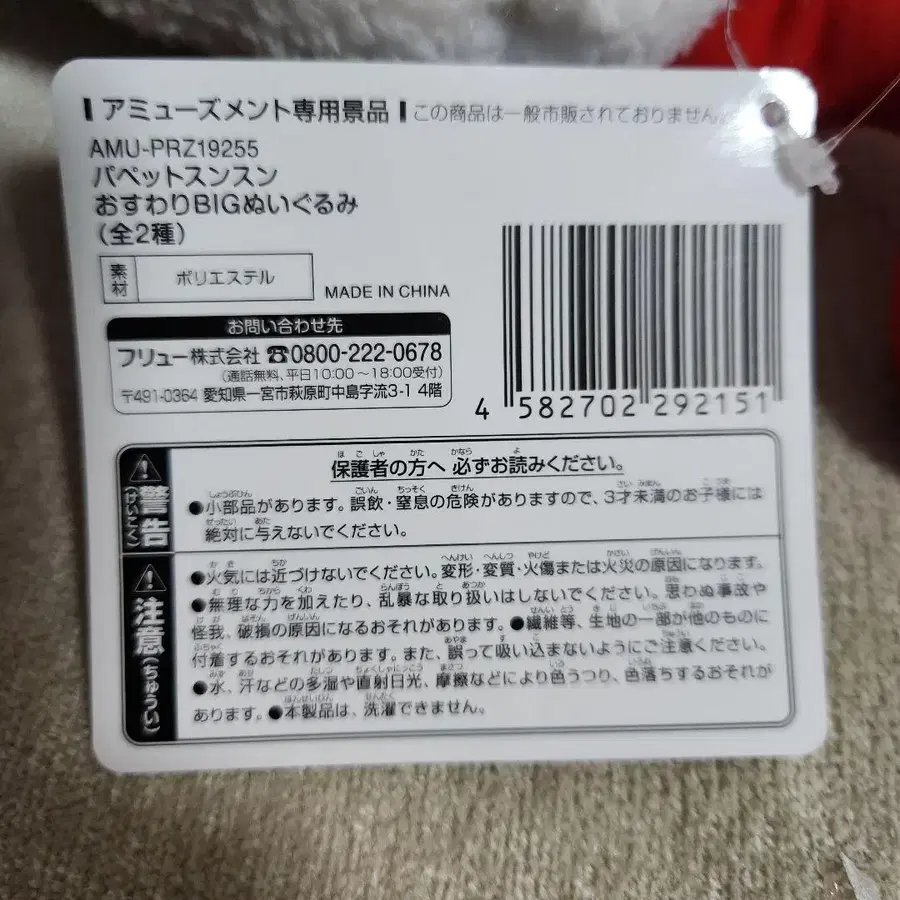 アミューズメント専用景品 この商品は一般市販されておりません。
AMU-PRZ19255
パペットスンスン
おすわりBIGぬいぐるみ
(全2種)
素材 ポリエステル
MADE IN CHINA
お問い合わせ先
フリュー株式会社 ☎0800-222-0678
(通話無料、平日10:00～18:00受付)
〒491-0364 愛知県一宮市萩原町中島字流3-1 4階
4 582702 292151
⚠警告(けいこく)
保護者の方へ 必ずお読みください。
●小部品があります。誤飲・窒息の危険がありますので、3才未満のお子様には
絶対に与えないでください。
⚠注意(ちゅうい)
●火気には近づけないでください。変形・変質・火傷または火災の原因になります。
●無理な力を加えたり、乱暴な取り扱いはしないでください。思わぬ事故や
怪我、破損の原因になるおそれがあります。●繊維等、生地の一部が他のものに
付着するおそれがあります。また、誤って吸い込まないようにご注意ください。
●水、汗などの多湿や直射日光、摩擦などにより色うつり、色落ちするおそれが
あります。●本製品は、洗濯できません。